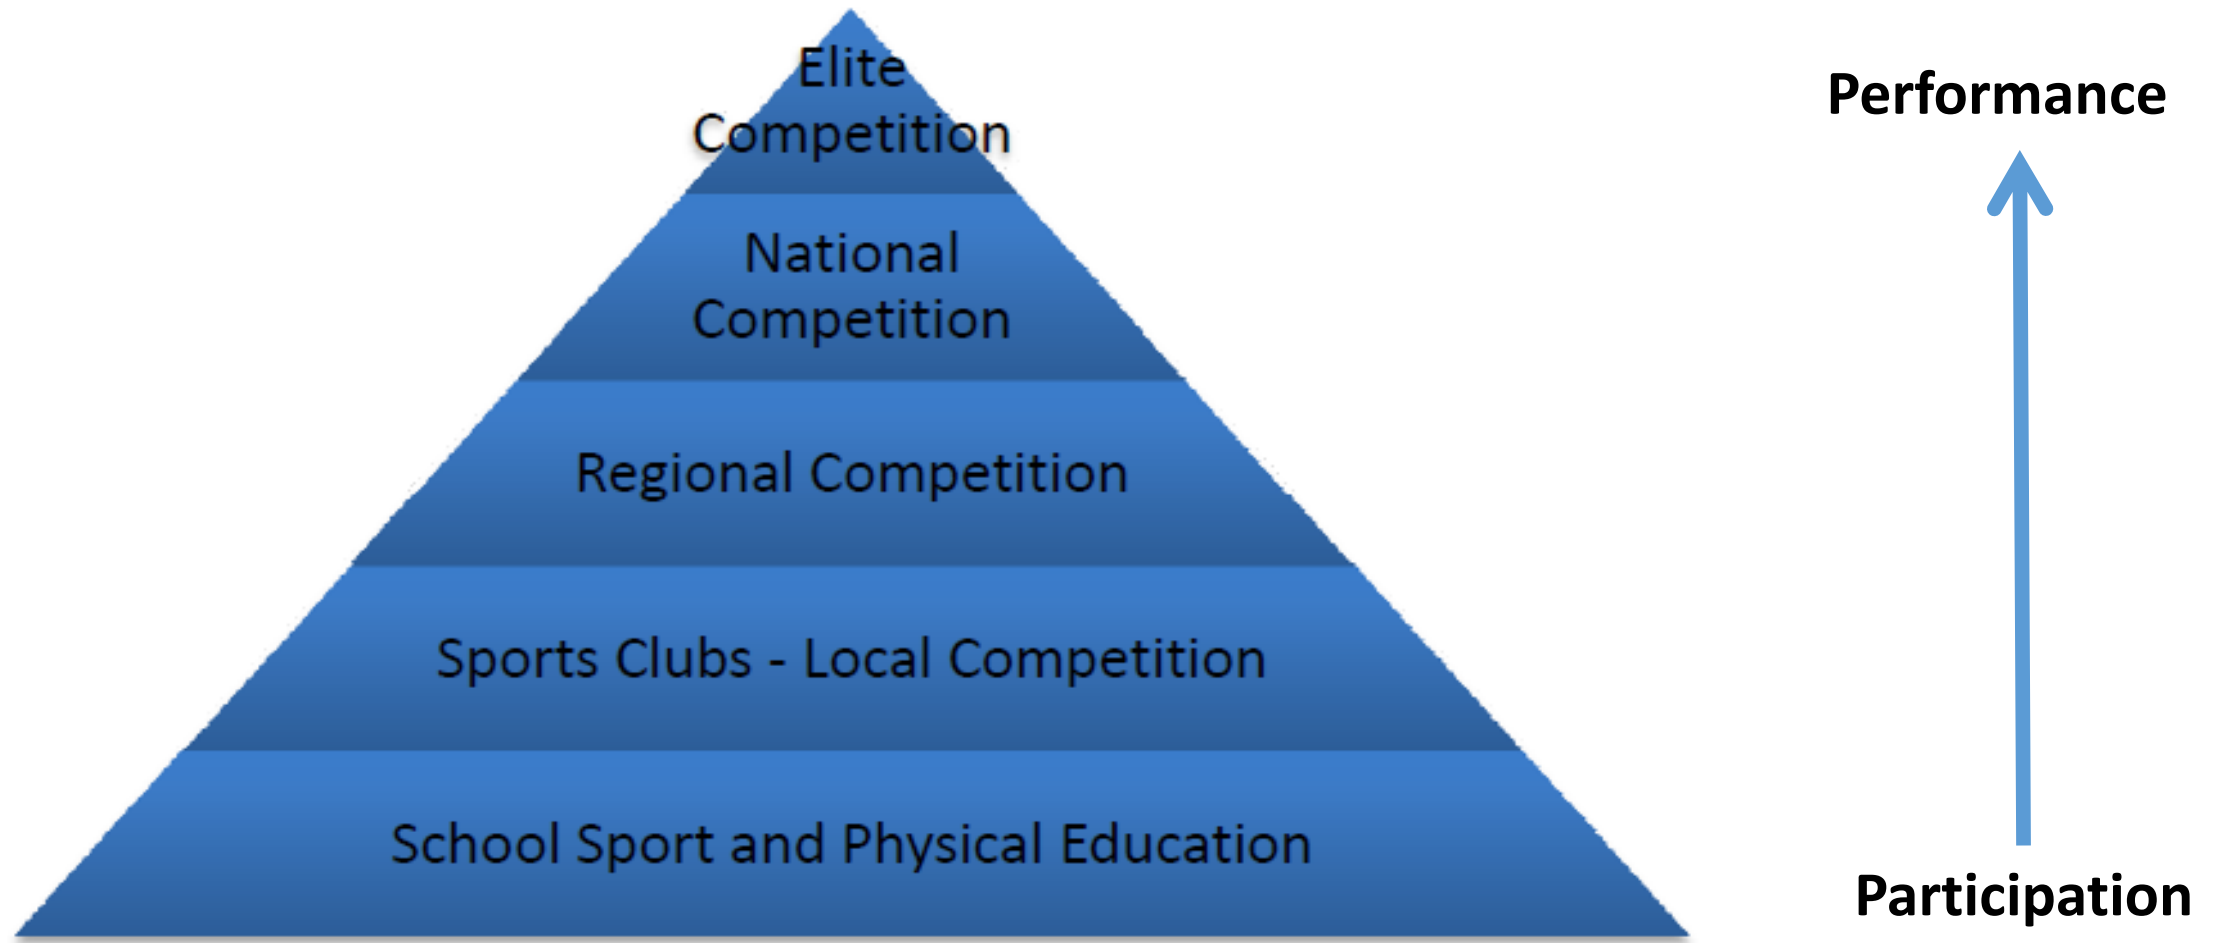 Elite
Competition
National
Competition
Regional Competition
Sports Clubs - Local Competition
School Sport and Physical Education
Performance
Participation